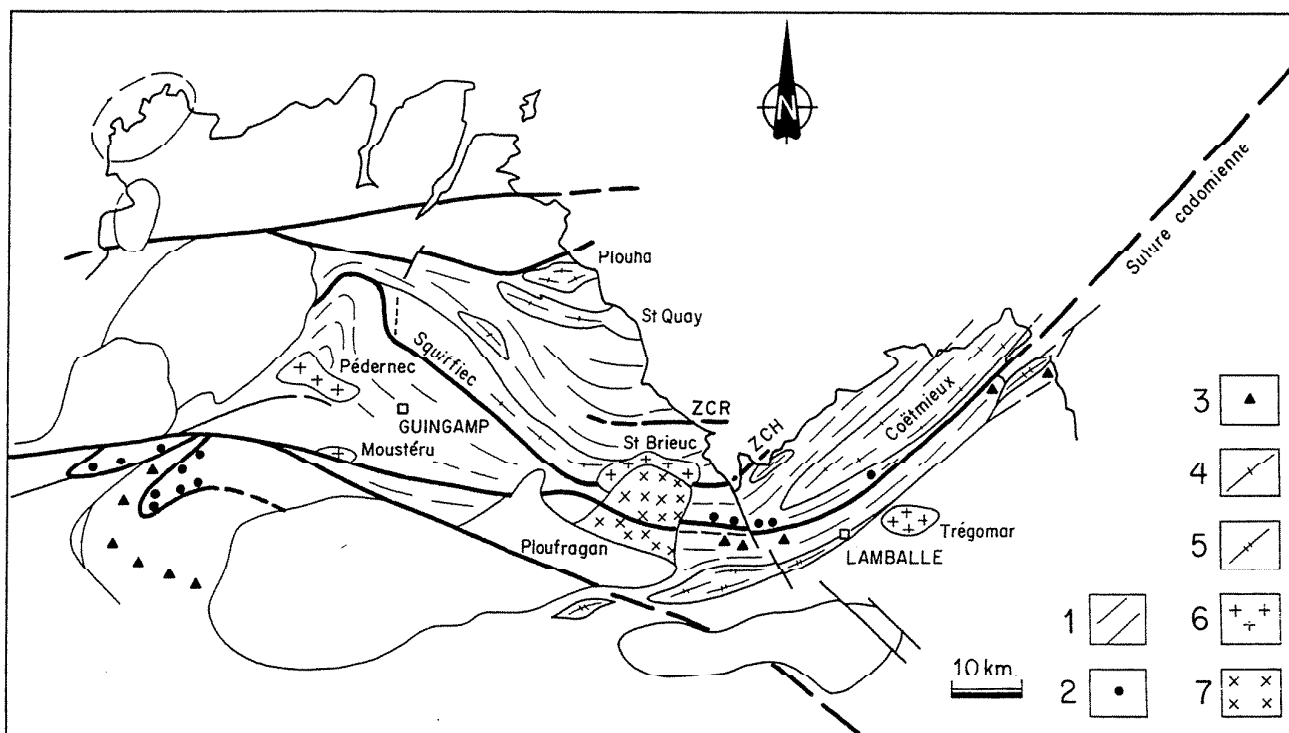 N
Suture cadomienne
Plouha
St Quay
Squiffiec
Pédernec
GUINGAMP
Moustéru
ZCR
ZCH
St Brieuc
Coëtmieux
Ploufragan
Trégomar
LAMBALLE
10 km
1
2
3
4
5
6
7